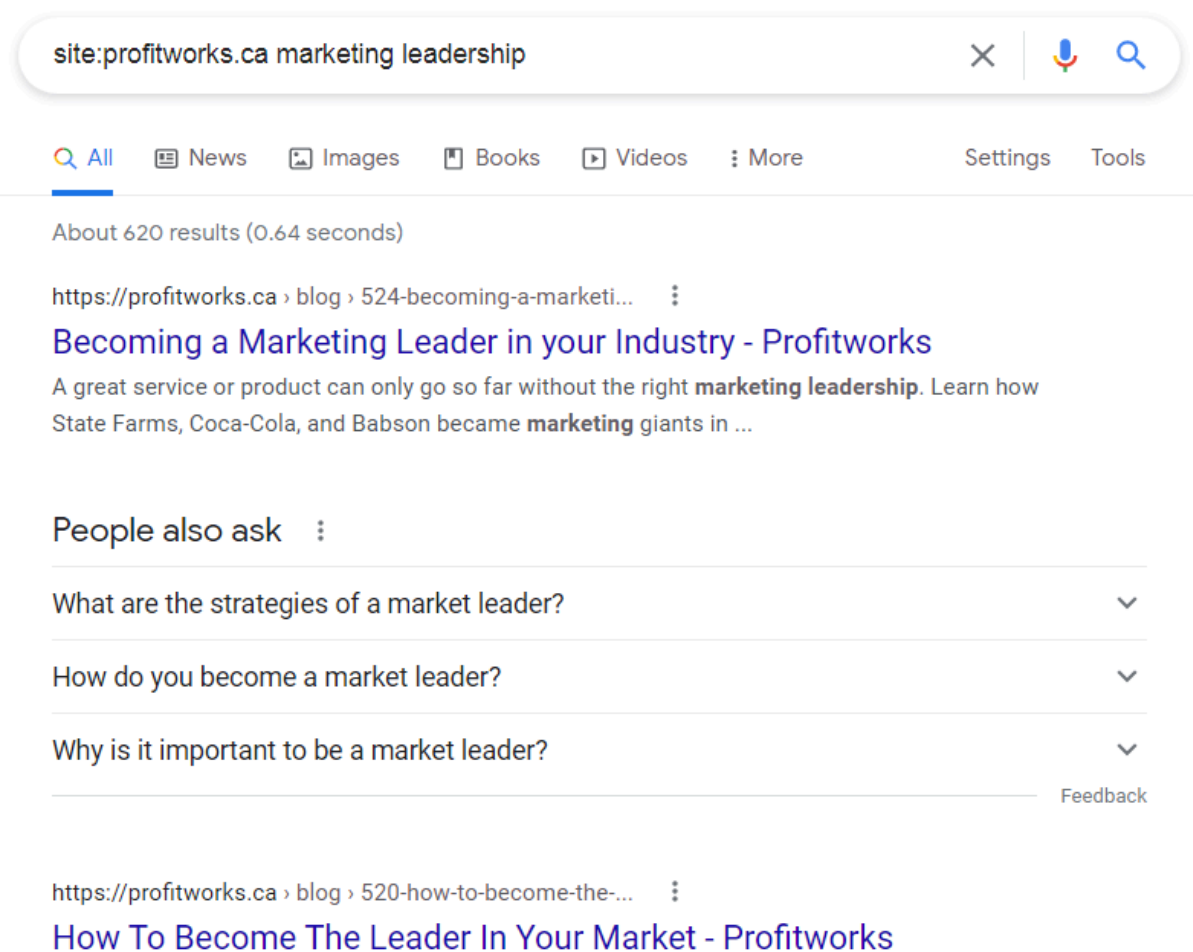 site:profitworks.ca marketing leadership
All News Images Books Videos More Settings Tools
About 620 results (0.64 seconds)
https://profitworks.ca › blog › 524-becoming-a-marketi...
Becoming a Marketing Leader in your Industry - Profitworks
A great service or product can only go so far without the right marketing leadership. Learn how
State Farms, Coca-Cola, and Babson became marketing giants in ...
People also ask
What are the strategies of a market leader?
How do you become a market leader?
Why is it important to be a market leader?
Feedback
https://profitworks.ca › blog › 520-how-to-become-the-...
How To Become The Leader In Your Market - Profitworks